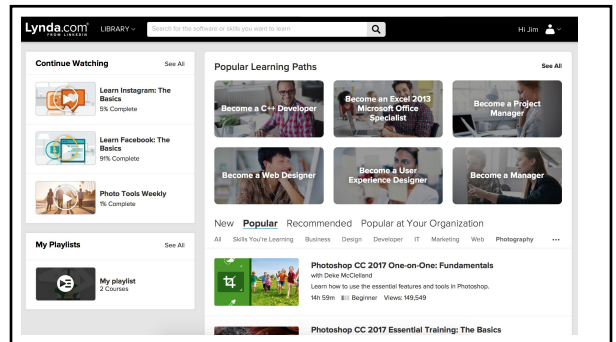 Lynda.com® LIBRARY Search for the software or skills you want to learn Hi Jim
FROM LINKEDIN
Continue Watching See All
Learn Instagram: The
Basics
5% Complete
Learn Facebook: The
Basics
91% Complete
Photo Tools Weekly
1% Complete
My Playlists See All
My playlist
2 Courses
Popular Learning Paths See All
Become a C++ Developer
Become an Excel 2013
Microsoft Office
Specialist
Become a Project
Manager
Become a Web Designer
Become a User
Experience Designer
Become a Manager
New Popular Recommended Popular at Your Organization
All Skills You're Learning Business Design Developer IT Marketing Web Photography •••
Photoshop CC 2017 One-on-One: Fundamentals
with Deke McClelland
Learn how to use the essential features and tools in Photoshop.
14h 59m Beginner Views: 149,549
Photoshop CC 2017 Essential Training: The Basics